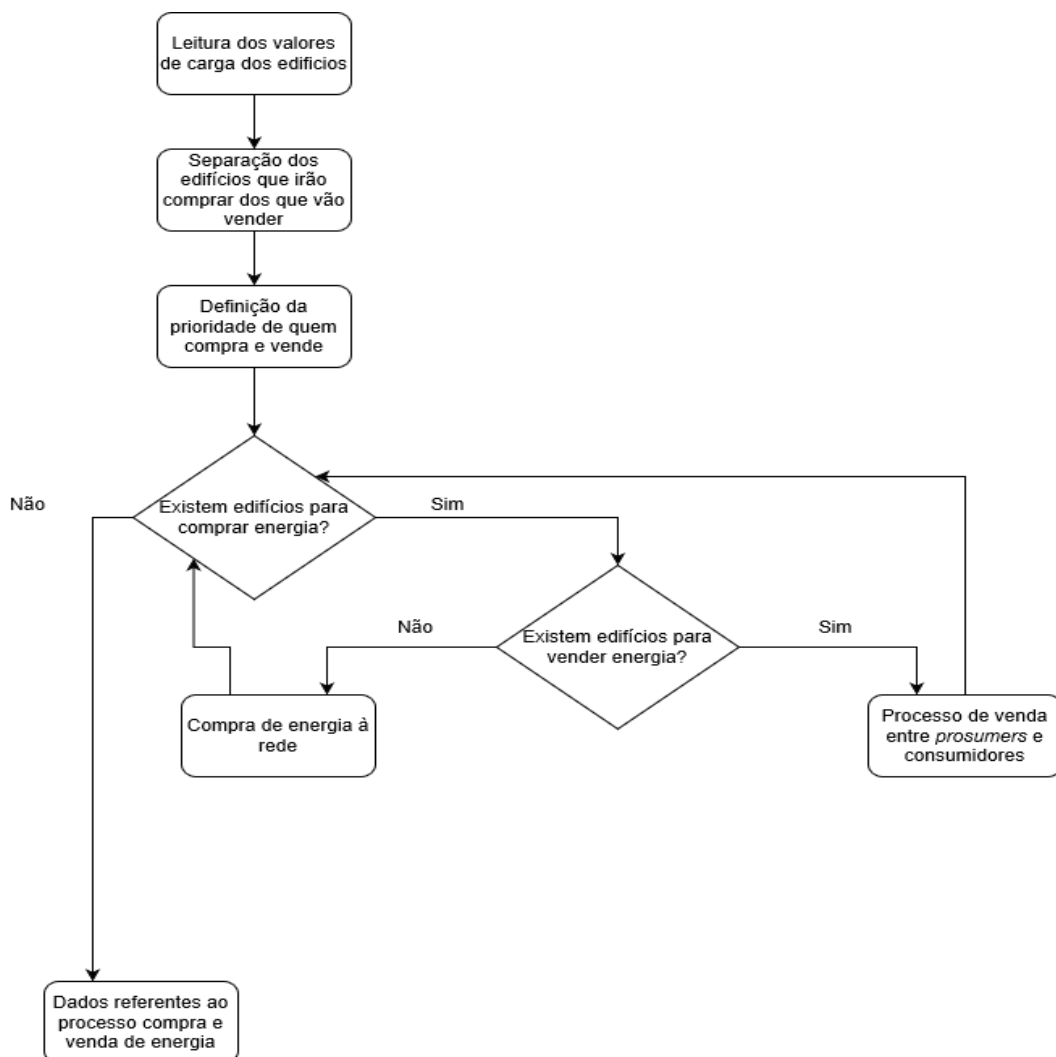 Leitura dos valores
de carga dos edificios
Separação dos
edifícios que irão
comprar dos que vão
vender
Definição da
prioridade de quem
compra e vende
Não
Existem edifícios para
comprar energia?
Sim
Não
Existem edifícios para
vender energia?
Sim
Compra de energia à
rede
Processo de venda
entre prosumers e
consumidores
Dados referentes ao
processo compra e
venda de energia